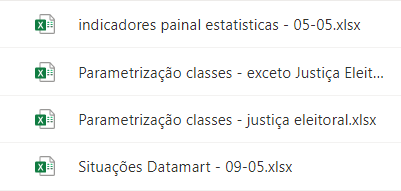 indicadores painal estatisticas - 05-05.xlsx
Parametrização classes - exceto Justiça Eleit...
Parametrização classes - justiça eleitoral.xlsx
Situações Datamart - 09-05.xlsx